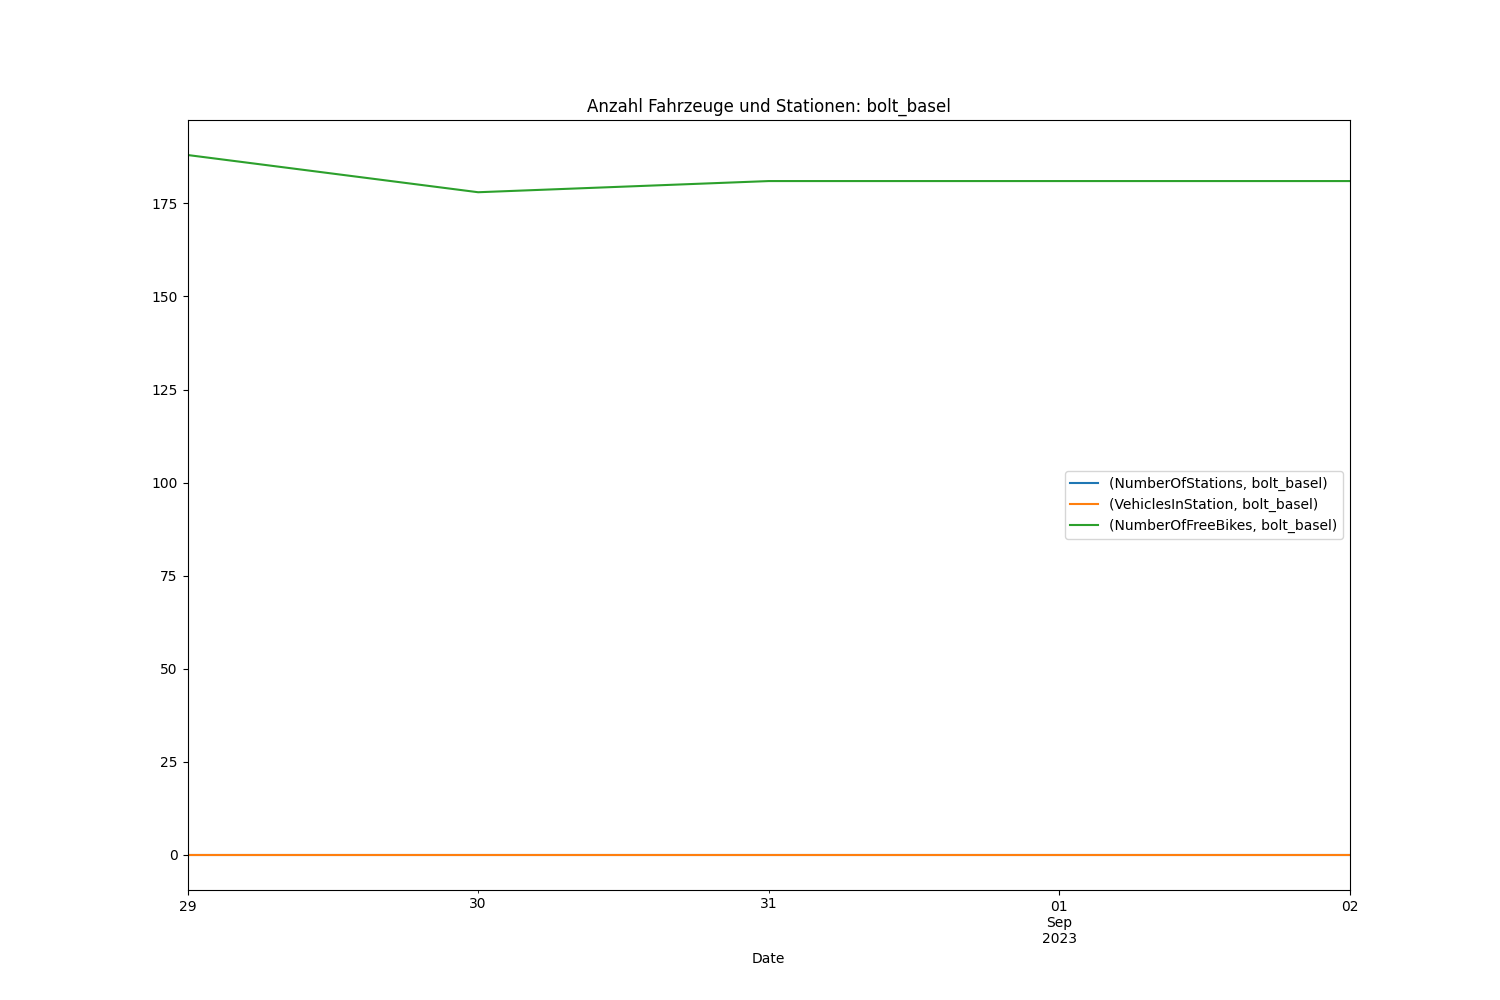 Anzahl Fahrzeuge und Stationen: bolt_basel
175
150
125
100
75
50
25
0
(NumberOfStations, bolt_basel)
(VehiclesInStation, bolt_basel)
(NumberOfFreeBikes, bolt_basel)
29 30 31 01 02
Sep
2023
Date